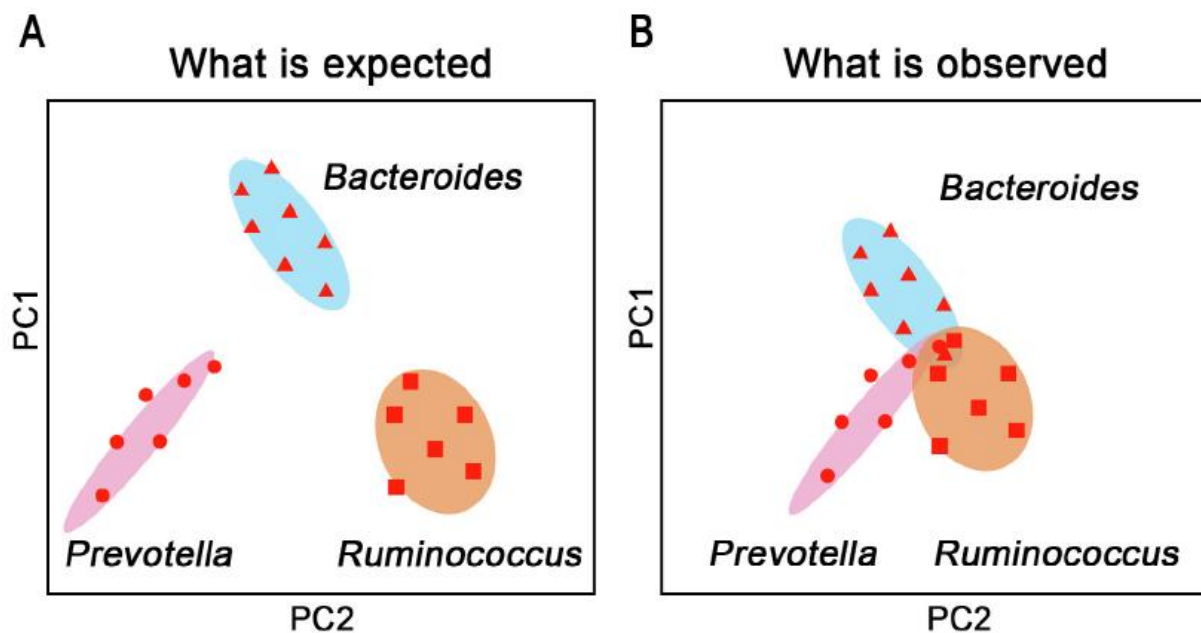 A
What is expected
Bacteroides
PC1
Prevotella
Ruminococcus
PC2
B
What is observed
Bacteroides
PC1
Prevotella
Ruminococcus
PC2